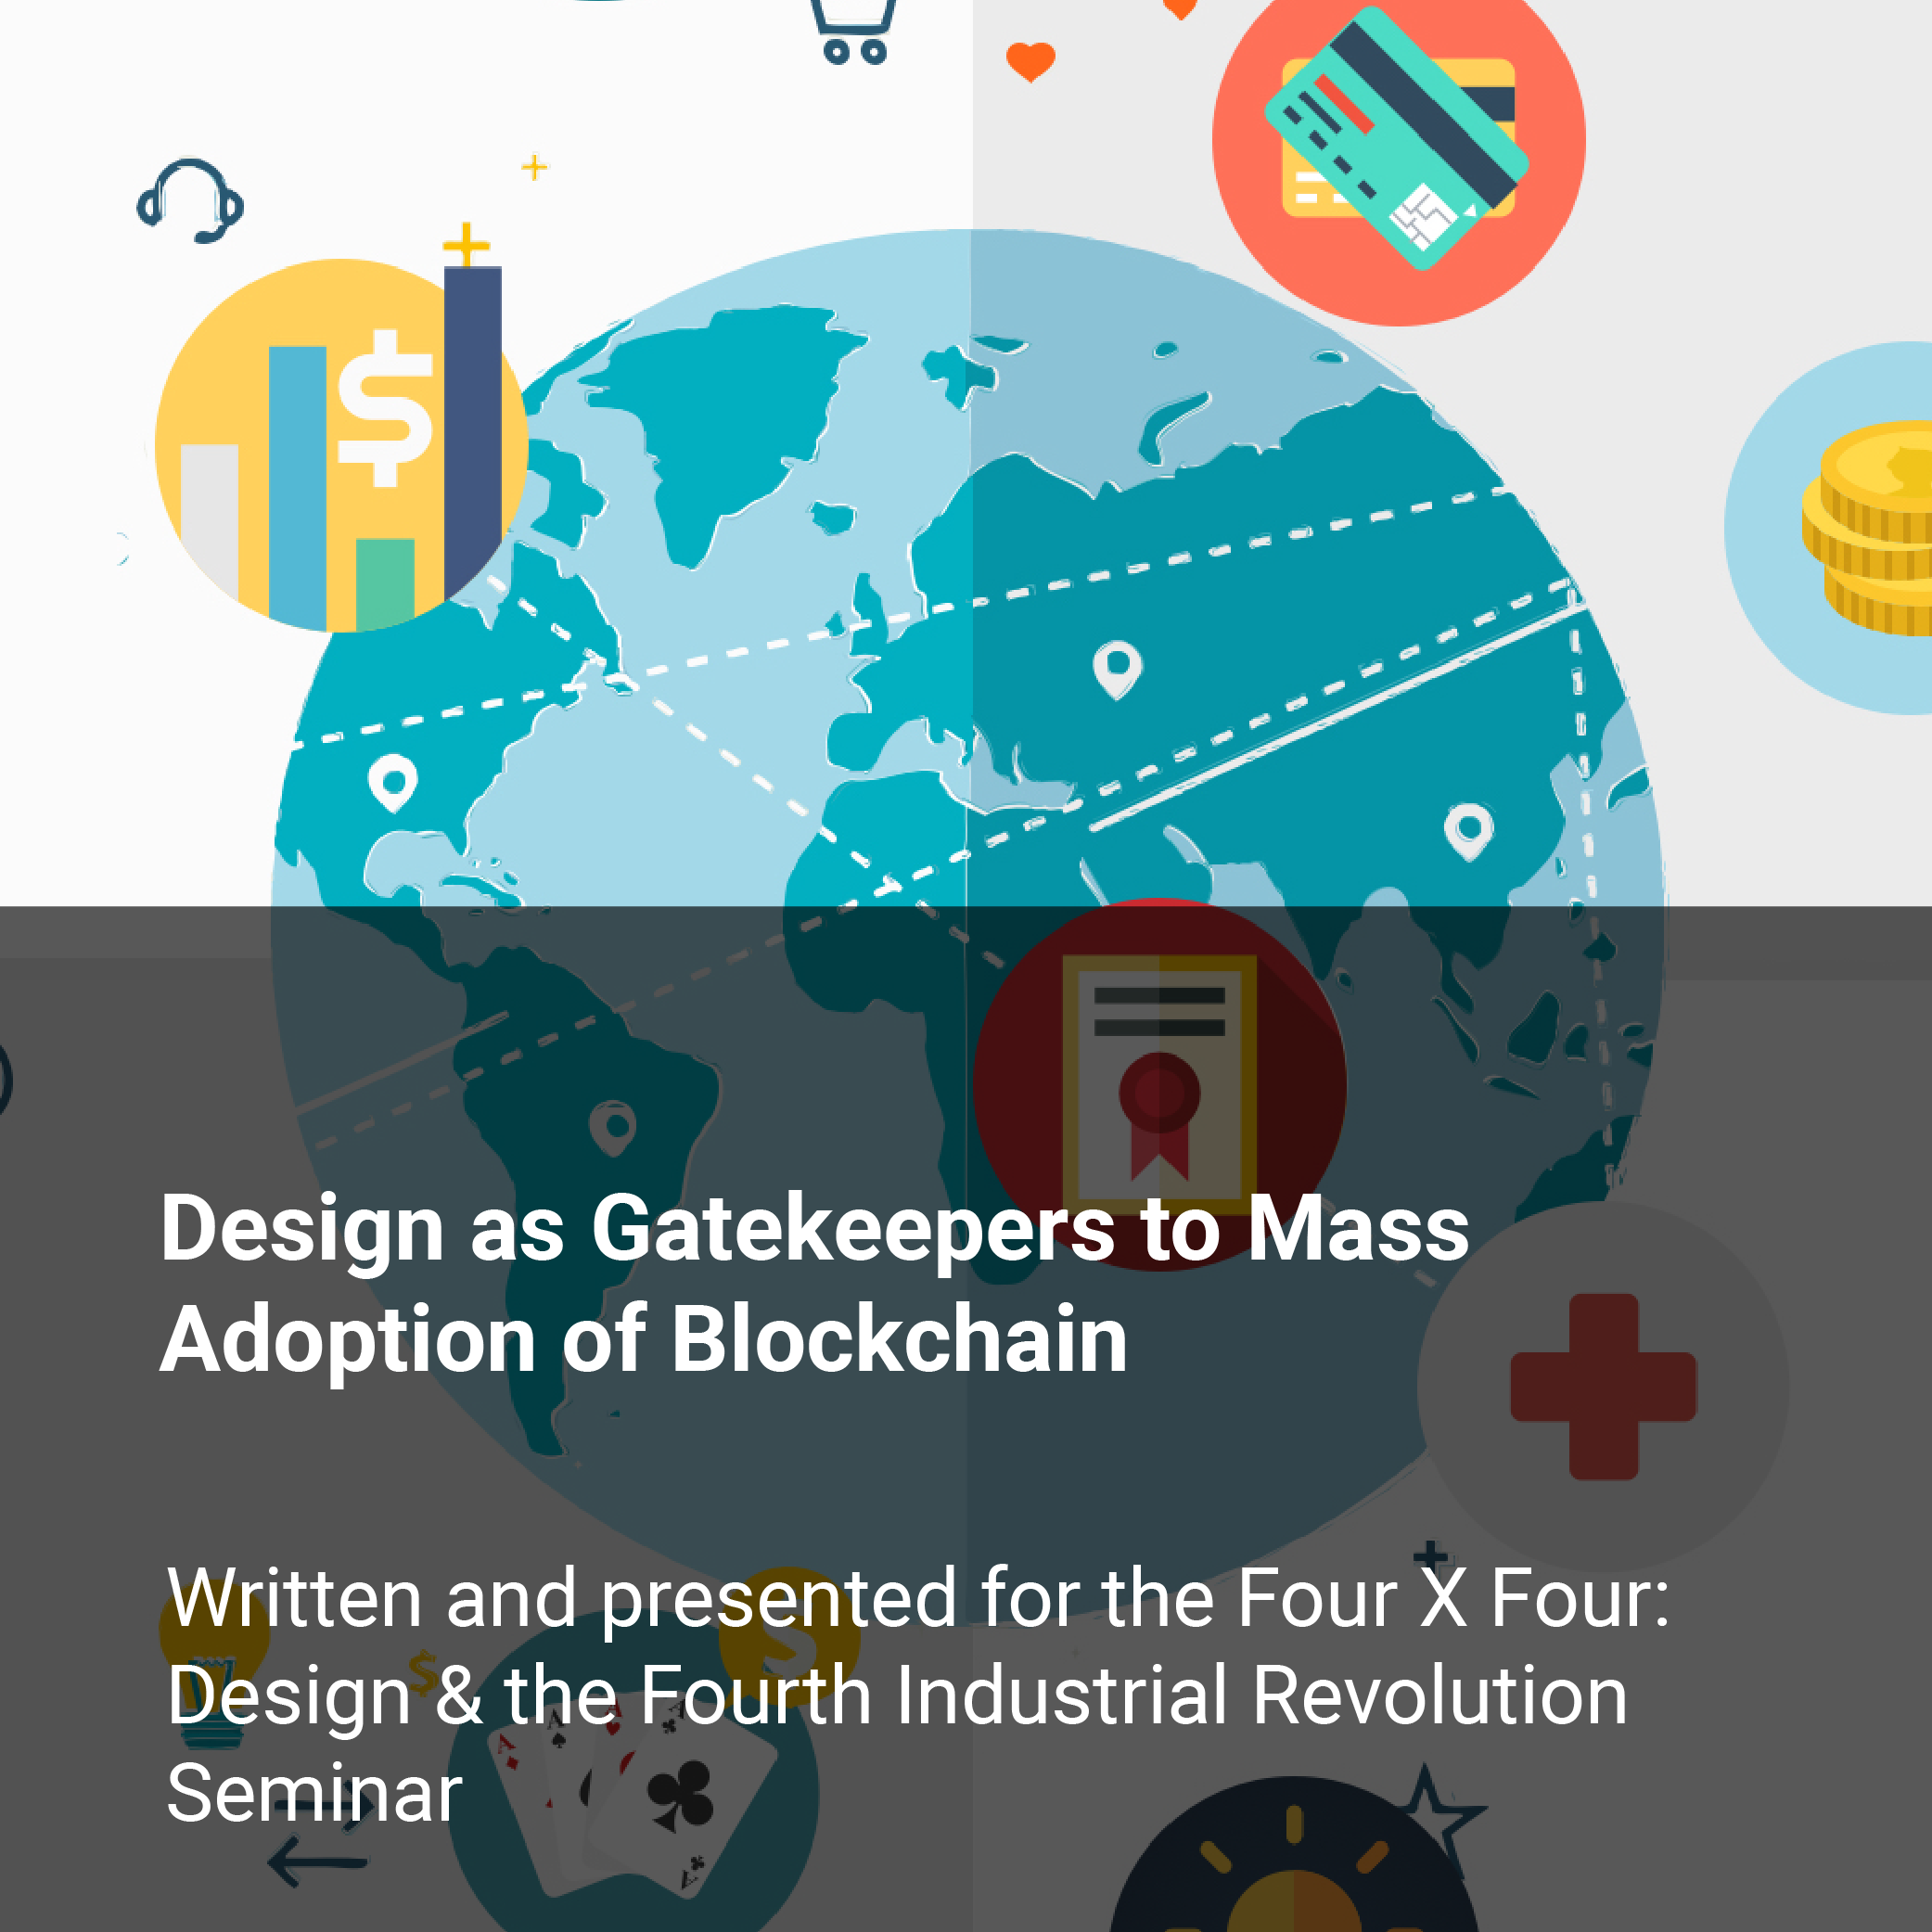 $
Design as Gatekeepers to Mass
Adoption of Blockchain
Written and presented for the Four X Four:
Design & the Fourth Industrial Revolution
Seminar
$
$
A
A
A
A
A